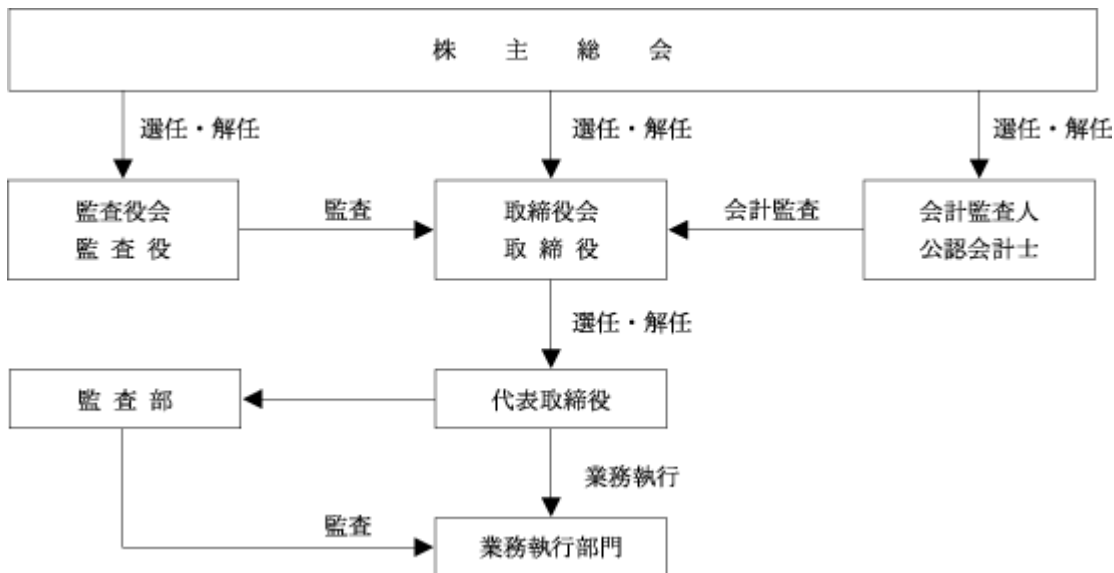 株主総会
選任・解任
選任・解任
選任・解任
監査役会
監査役
監査
取締役会
取締役
会計監査
会計監査人
公認会計士
選任・解任
監査部
代表取締役
業務執行
監査
業務執行部門